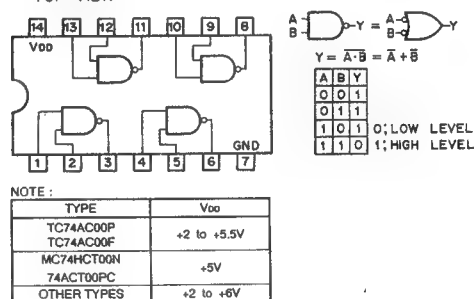 TOP VIEW
14 13 12 11 10 9 8
VDD
GND
1 2 3 4 5 6 7
A
B
Y = A
B
Y
Y = A·B = A + B
A B Y
0 0 1
0 1 1
1 0 1 0; LOW LEVEL
1 1 0 1; HIGH LEVEL
NOTE :
TYPE VDD
TC74AC00P
TC74AC00F
+2 to +5.5V
MC74HCT00N
74ACT00PC
+5V
OTHER TYPES +2 to +6V